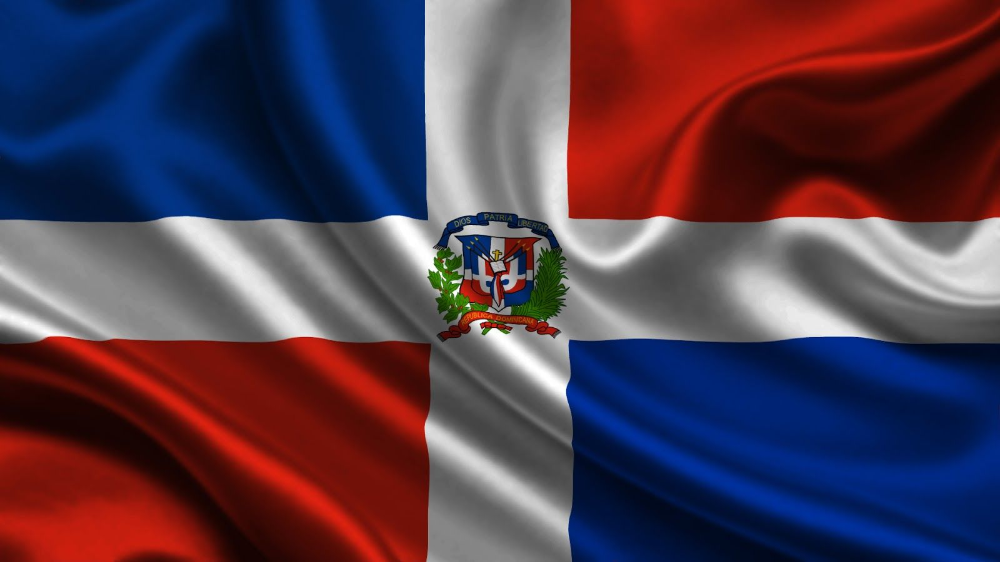 DIOS PATRIA LIBERTAD
REPUBLICA DOMINICANA